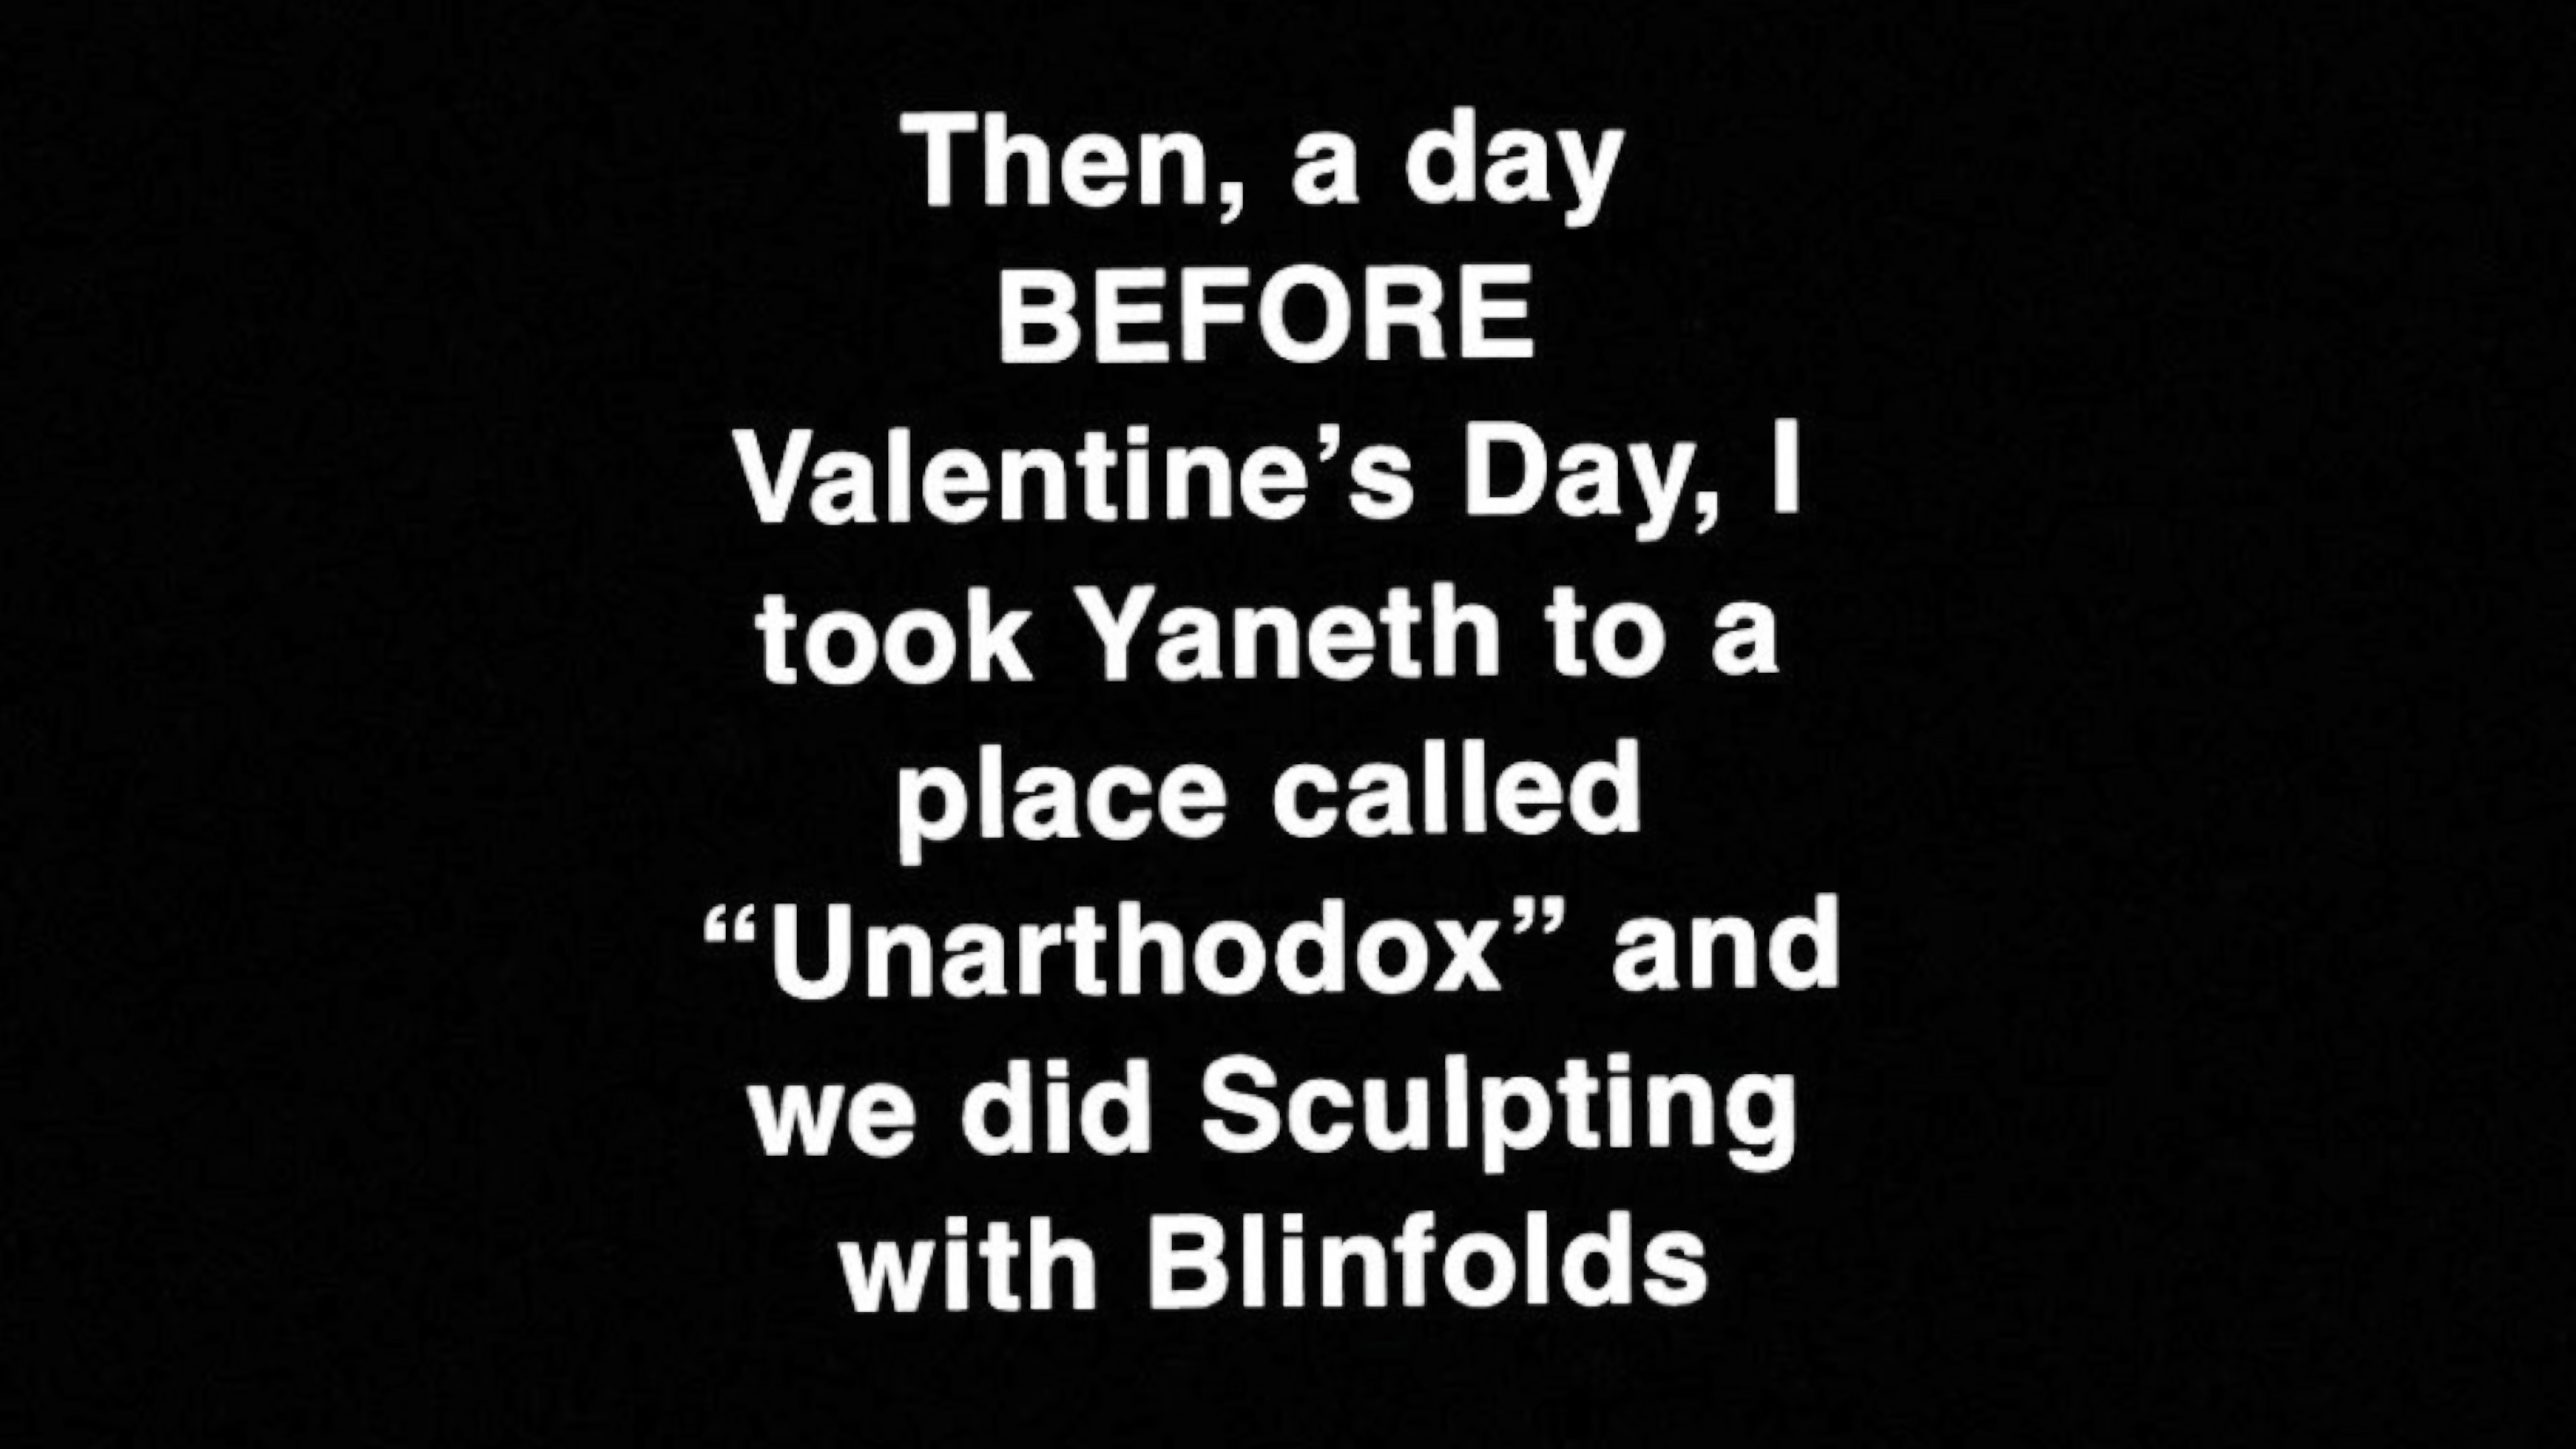 Then, a day
BEFORE
Valentine’s Day, I
took Yaneth to a
place called
“Unarthodox” and
we did Sculpting
with Blinfolds